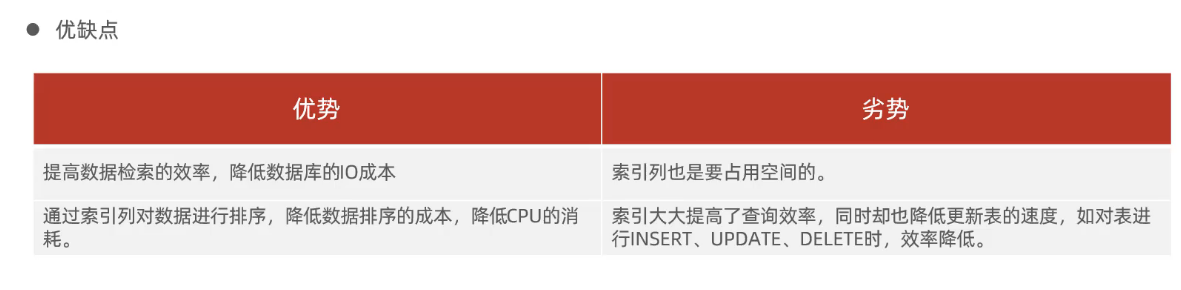 ● 优缺点
优势
劣势
提高数据检索的效率，降低数据库的IO成本
索引列也是要占用空间的。
通过索引列对数据进行排序，降低数据排序的成本，降低CPU的消
耗。
索引大大提高了查询效率，同时却也降低更新表的速度，如对表进
行INSERT、UPDATE、DELETE时，效率降低。